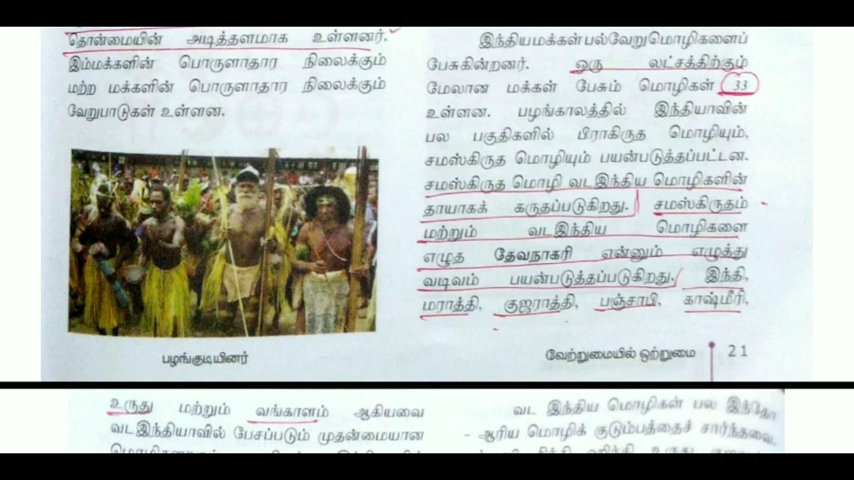 தொன்மையின் அடித்தளமாக உள்ளனர்.
இம்மக்களின் பொருளாதார நிலைக்கும்
மற்ற மக்களின் பொருளாதார நிலைக்கும்
வேறுபாடுகள் உள்ளன.
பழங்குடியினர்
இந்தியமக்கள் பல்வேறுமொழிகளைப்
பேசுகின்றனர். ஒரு லட்சத்திற்கும்
மேலான மக்கள் பேசும் மொழிகள் 33
உள்ளன. பழங்காலத்தில் இந்தியாவின்
பல பகுதிகளில் பிராகிருத மொழியும்,
சமஸ்கிருத மொழியும் பயன்படுத்தப்பட்டன.
சமஸ்கிருத மொழி வடஇந்திய மொழிகளின்
தாயாகக் கருதப்படுகிறது. சமஸ்கிருதம்
மற்றும் வடஇந்திய மொழிகளை
எழுத தேவநாகரி என்னும் எழுத்து
வடிவம் பயன்படுத்தப்படுகிறது. இந்தி,
மராத்தி, குஜராத்தி, பஞ்சாபி, காஷ்மீரி,
வேற்றுமையில் ஒற்றுமை 21
உருது மற்றும் வங்காளம் ஆகியவை
வடஇந்தியாவில் பேசப்படும் முதன்மையான
வட இந்திய மொழிகள் பல இந்தோ
- ஆரிய மொழிக் குடும்பத்தைச் சார்ந்தவை.